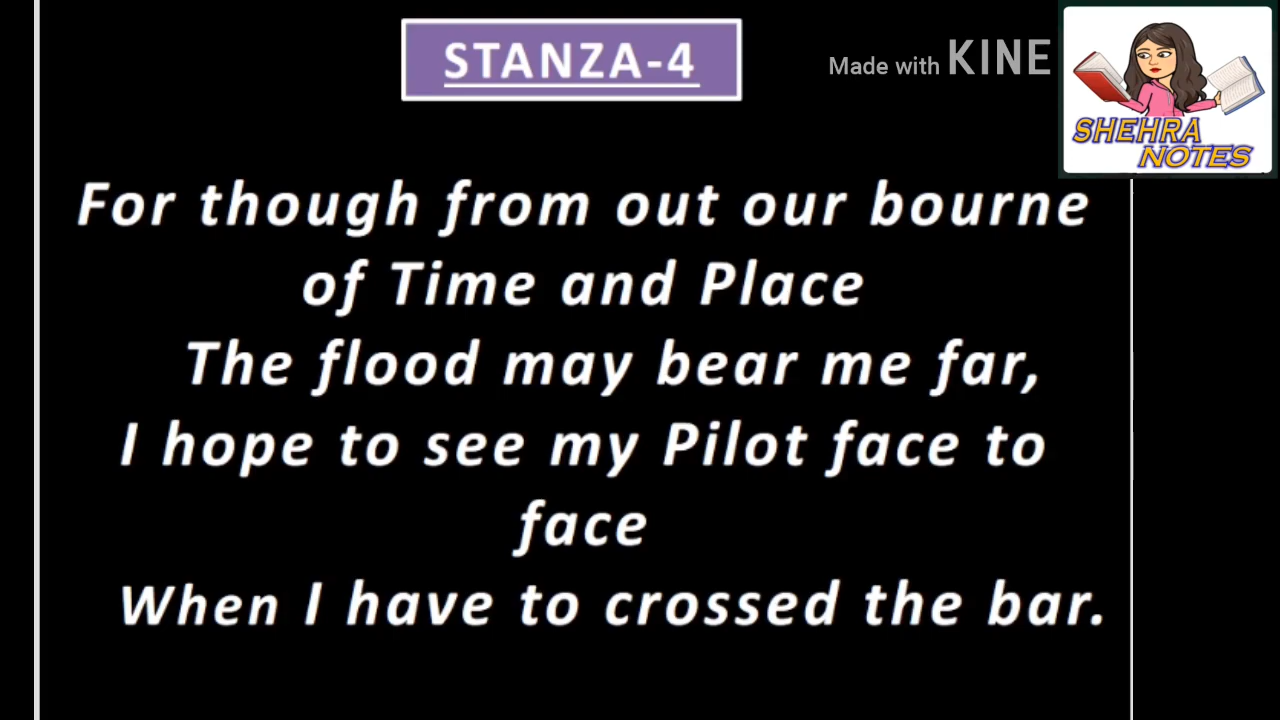 STANZA-4
Made with KINE
SHEHRA
NOTES
For though from out our bourne
of Time and Place
The flood may bear me far,
I hope to see my Pilot face to
face
When I have to crossed the bar.